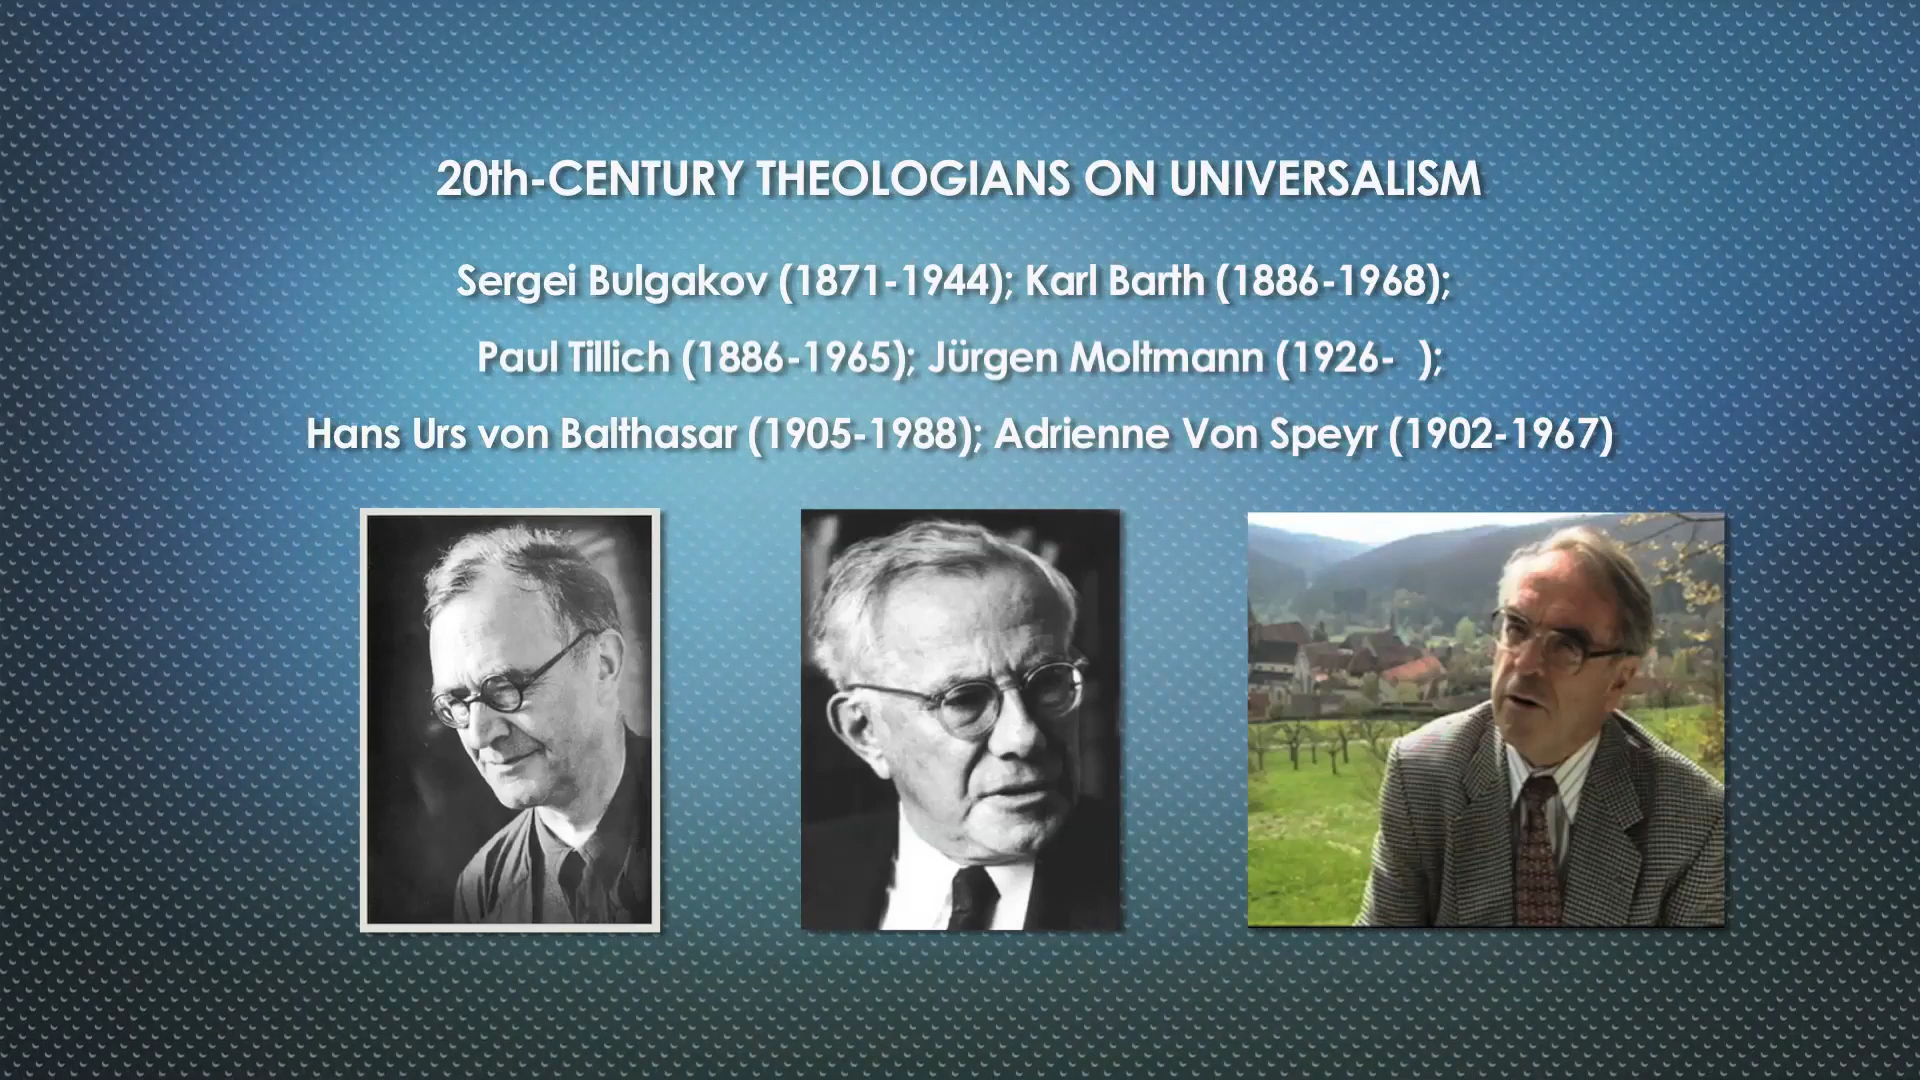 20th-CENTURY THEOLOGIANS ON UNIVERSALISM
Sergei Bulgakov (1871-1944); Karl Barth (1886-1968);
Paul Tillich (1886-1965); Jürgen Moltmann (1926-  );
Hans Urs von Balthasar (1905-1988); Adrienne Von Speyr (1902-1967)